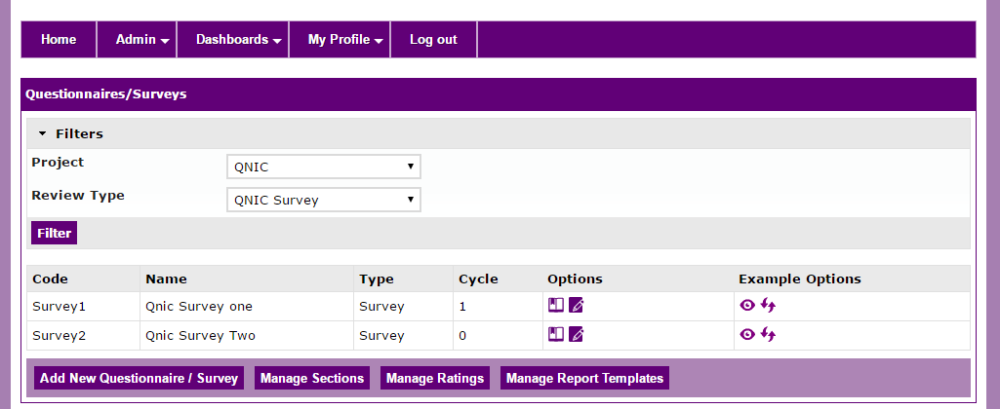 Home Admin Dashboards My Profile Log out
Questionnaires/Surveys
Filters
Project QNIC
Review Type QNIC Survey
Filter
Code Name Type Cycle Options Example Options
Survey1 Qnic Survey one Survey 1
Survey2 Qnic Survey Two Survey 0
Add New Questionnaire / Survey Manage Sections Manage Ratings Manage Report Templates